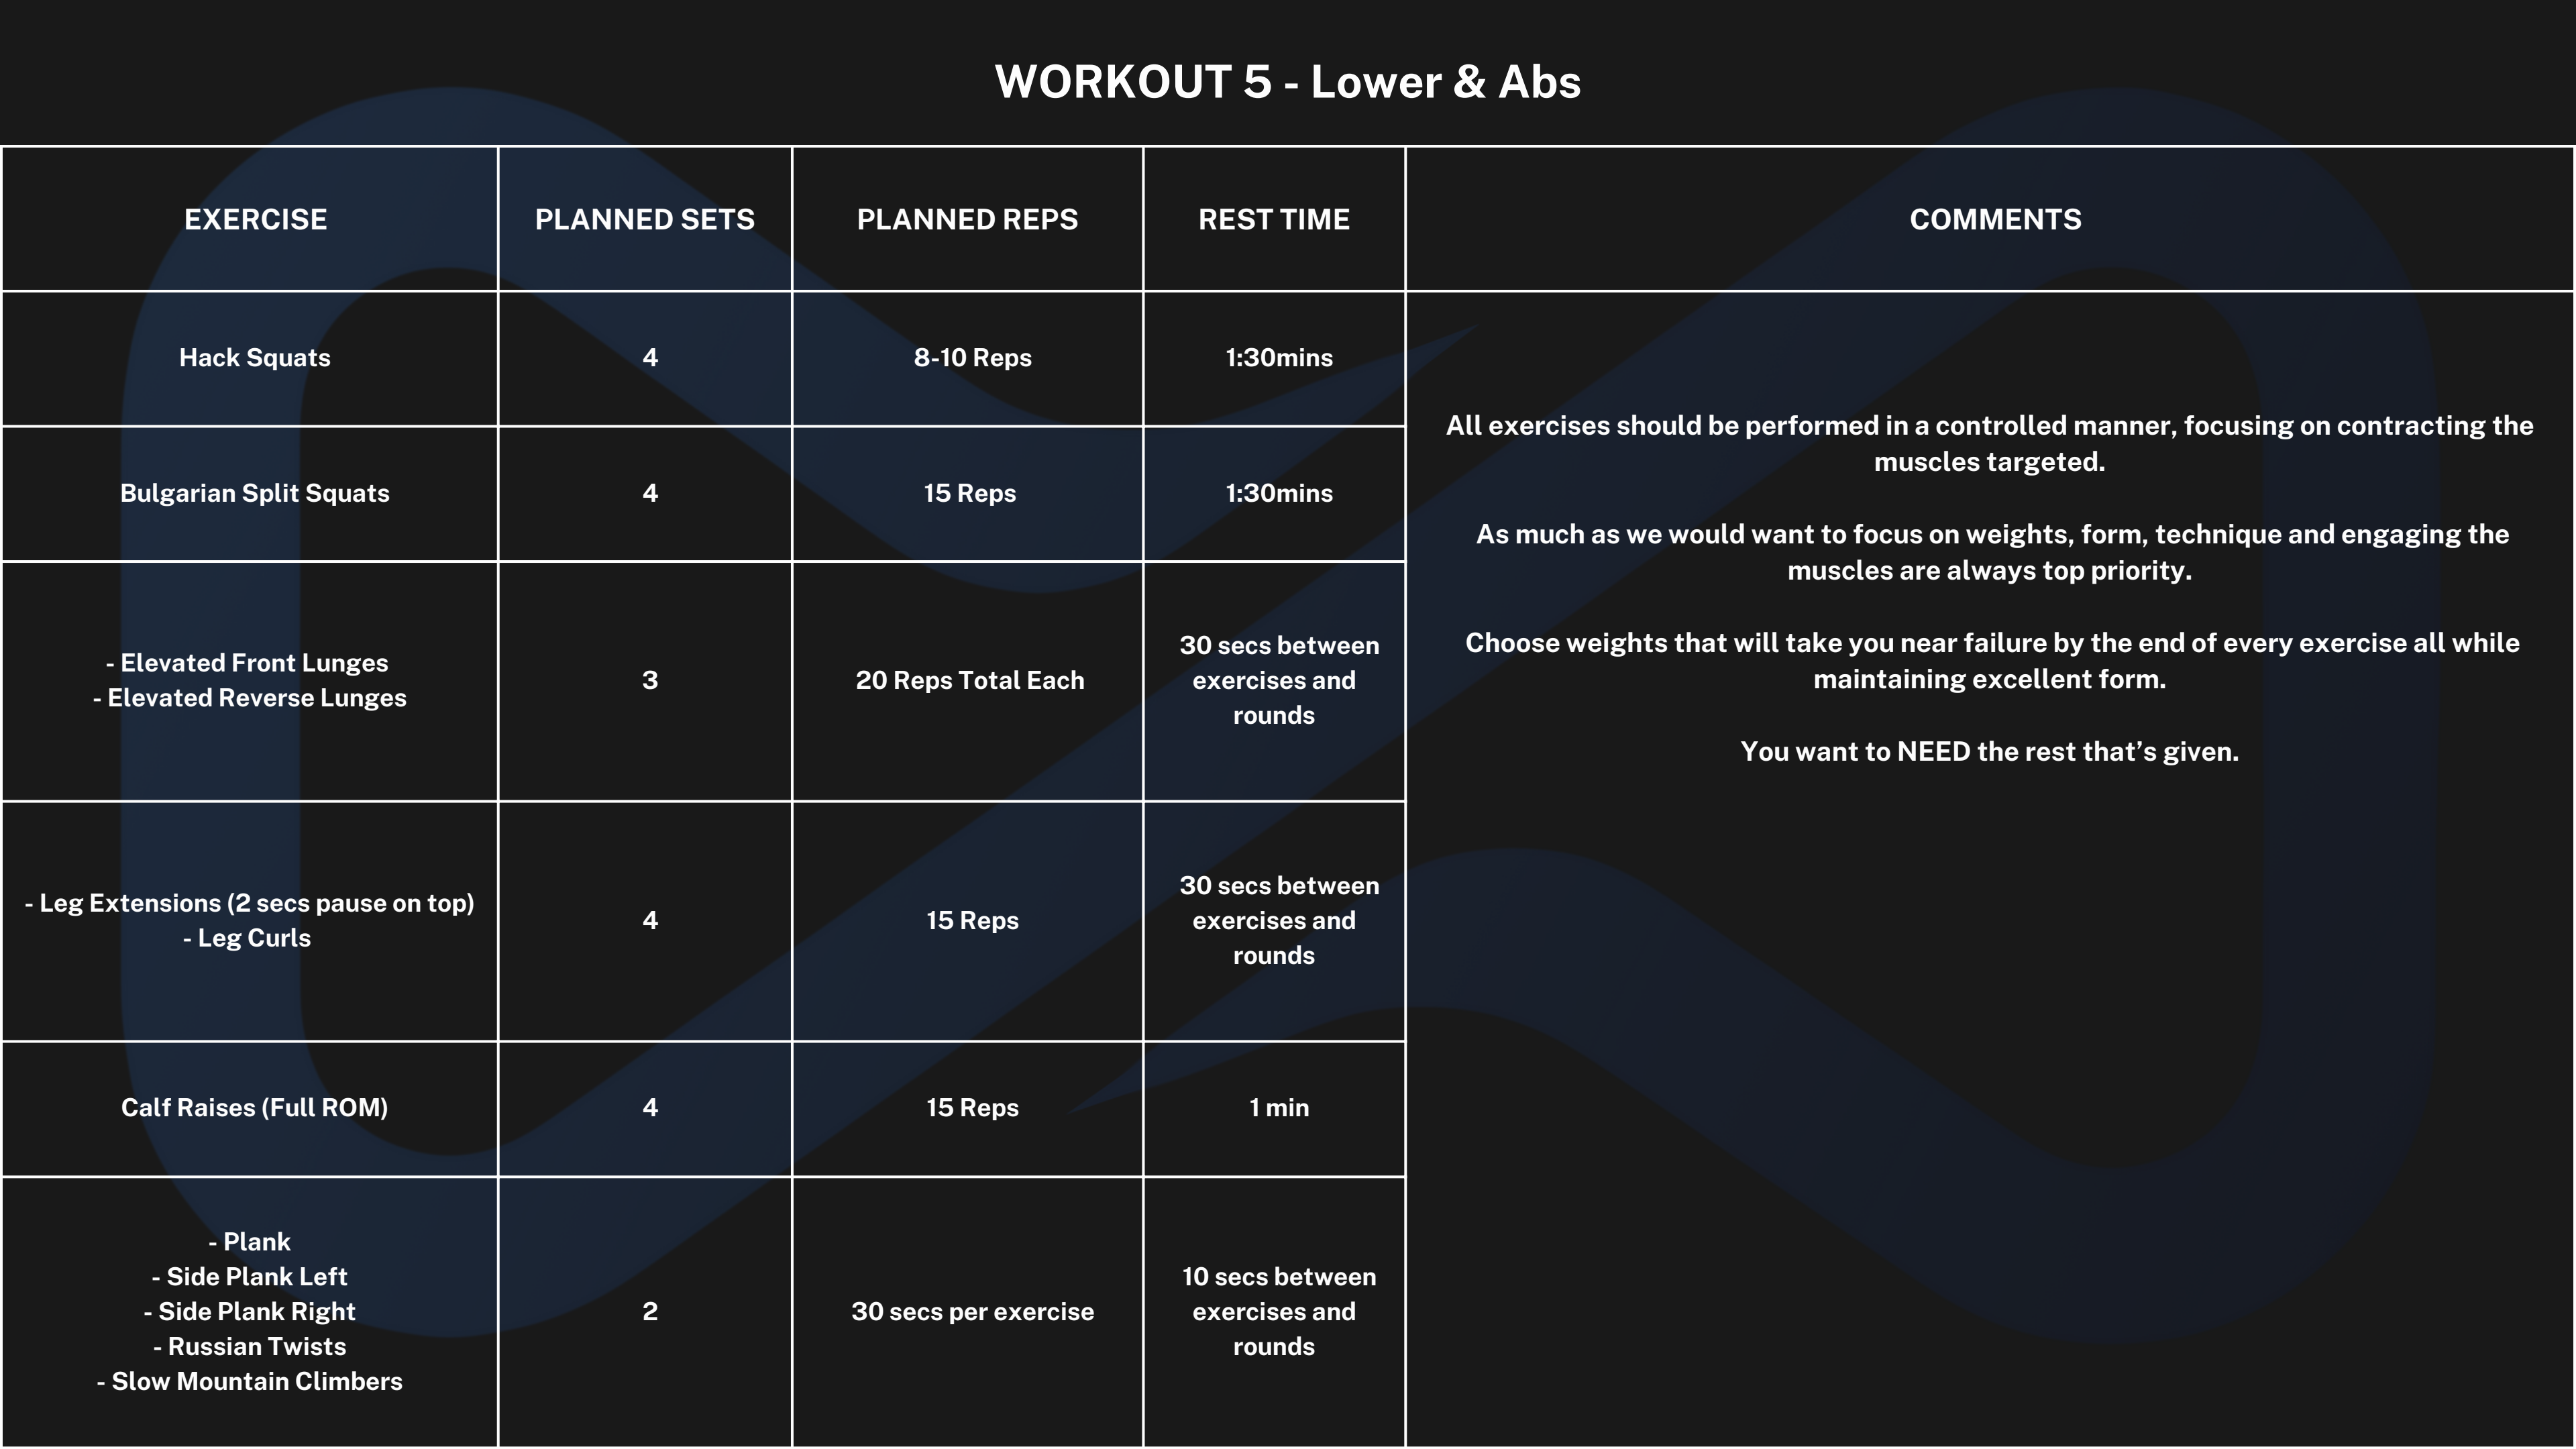 WORKOUT 5 - Lower & Abs
EXERCISE
PLANNED SETS
PLANNED REPS
REST TIME
COMMENTS
Hack Squats
4
8-10 Reps
1:30mins
Bulgarian Split Squats
4
15 Reps
1:30mins
- Elevated Front Lunges
- Elevated Reverse Lunges
3
20 Reps Total Each
30 secs between
exercises and
rounds
- Leg Extensions (2 secs pause on top)
- Leg Curls
4
15 Reps
30 secs between
exercises and
rounds
Calf Raises (Full ROM)
4
15 Reps
1 min
- Plank
- Side Plank Left
- Side Plank Right
- Russian Twists
- Slow Mountain Climbers
2
30 secs per exercise
10 secs between
exercises and
rounds
All exercises should be performed in a controlled manner, focusing on contracting the
muscles targeted.
As much as we would want to focus on weights, form, technique and engaging the
muscles are always top priority.
Choose weights that will take you near failure by the end of every exercise all while
maintaining excellent form.
You want to NEED the rest that’s given.